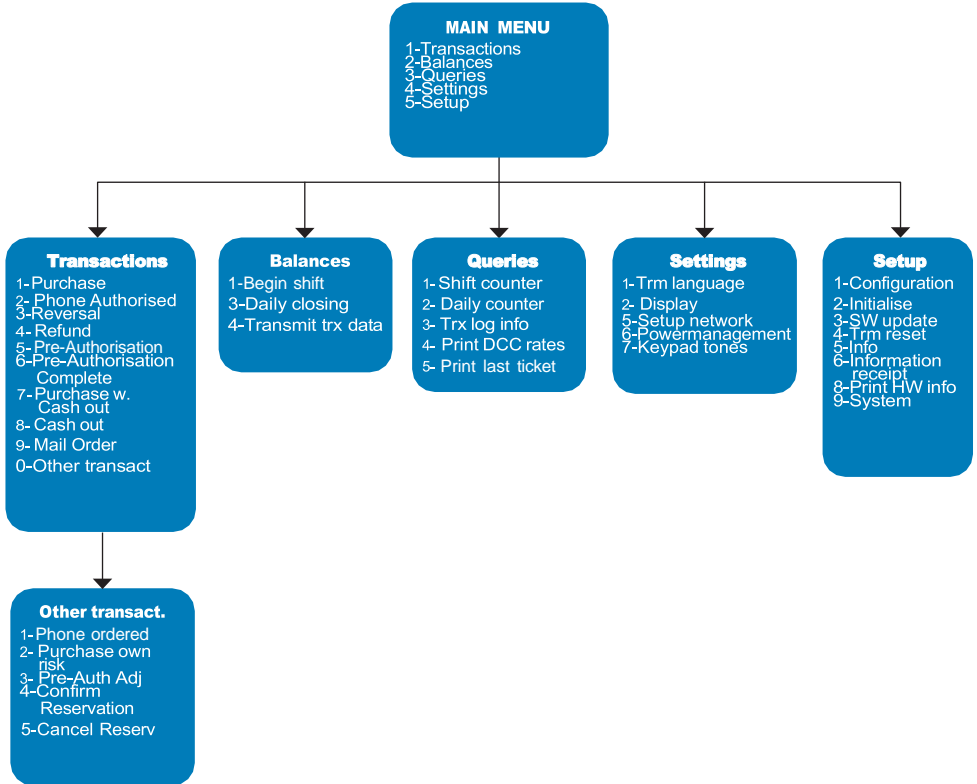 MAIN MENU
1-Transactions
2-Balances
3-Queries
4-Settings
5-Setup
Transactions
1-Purchase
2- Phone Authorised
3-Reversal
4- Refund
5- Pre-Authorisation
6-Pre-Authorisation
Complete
7-Purchase w.
Cash out
8- Cash out
9- Mail Order
0-Other transact
Balances
1-Begin shift
3-Daily closing
4-Transmit trx data
Queries
1- Shift counter
2- Daily counter
3- Trx log info
4- Print DCC rates
5- Print last ticket
Settings
1-Trm language
2- Display
5-Setup network
6-Powermanagement
7-Keypad tones
Setup
1-Configuration
2-Initialise
3-SW update
4-Trm reset
5-Info
6-Information
receipt
8-Print HW info
9-System
Other transact.
1-Phone ordered
2- Purchase own
risk
3- Pre-Auth Adj
4-Confirm
Reservation
5-Cancel Reserv